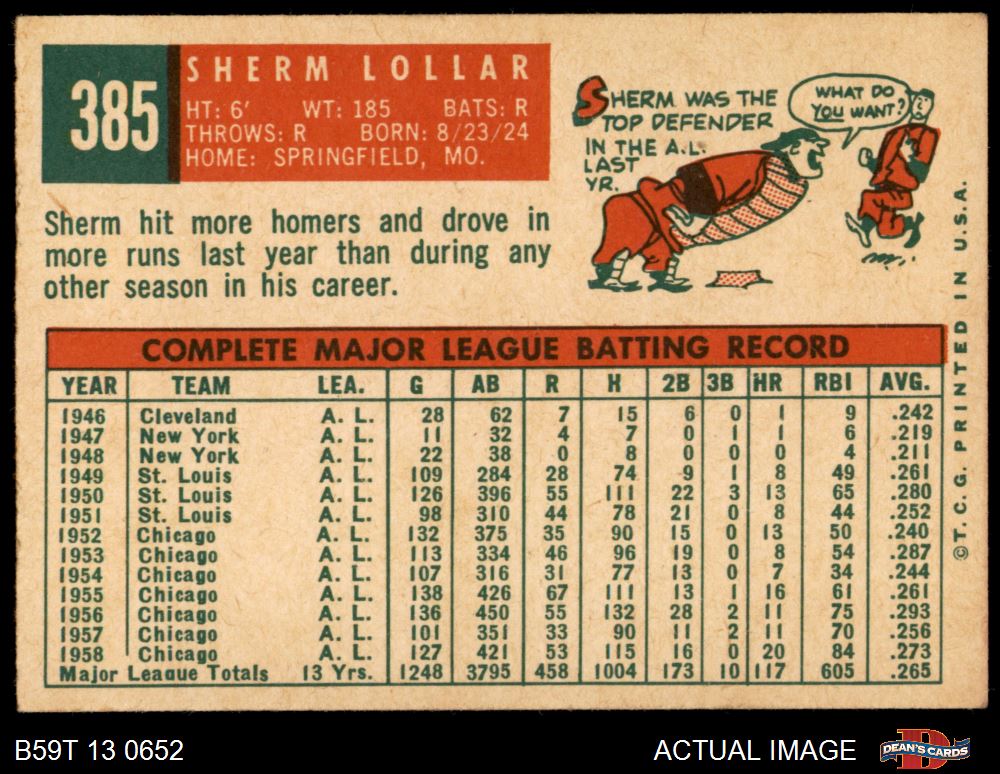 385
SHERM LOLLAR
HT: 6' WT: 185 BATS: R
THROWS: R BORN: 8/23/24
HOME: SPRINGFIELD, MO.
SHERM WAS THE
TOP DEFENDER
IN THE A.L.
LAST
YR.
WHAT DO
YOU WANT?
Sherm hit more homers and drove in
more runs last year than during any
other season in his career.
COMPLETE MAJOR LEAGUE BATTING RECORD
YEAR TEAM LEA. G AB R H 2B 3B HR RBI AVG.
1946 Cleveland A. L. 28 62 7 15 6 0 1 9 .242
1947 New York A. L. 11 32 4 7 0 1 1 6 .219
1948 New York A. L. 22 38 0 8 0 0 0 4 .211
1949 St. Louis A. L. 109 284 28 74 9 1 8 49 .261
1950 St. Louis A. L. 126 396 55 111 22 3 13 65 .280
1951 St. Louis A. L. 98 310 44 78 21 0 8 44 .252
1952 Chicago A. L. 132 375 35 90 15 0 13 50 .240
1953 Chicago A. L. 113 334 46 96 19 0 8 54 .287
1954 Chicago A. L. 107 316 31 77 13 0 7 34 .244
1955 Chicago A. L. 138 426 67 111 13 1 16 61 .261
1956 Chicago A. L. 136 450 55 132 28 2 11 75 .293
1957 Chicago A. L. 101 351 33 90 11 2 11 70 .256
1958 Chicago A. L. 127 421 53 115 16 0 20 84 .273
Major League Totals 13 Yrs. 1248 3795 458 1004 173 10 117 605 .265
©T.C.G. PRINTED IN U.S.A.
B59T 13 0652
ACTUAL IMAGE
DEAN'S CARDS